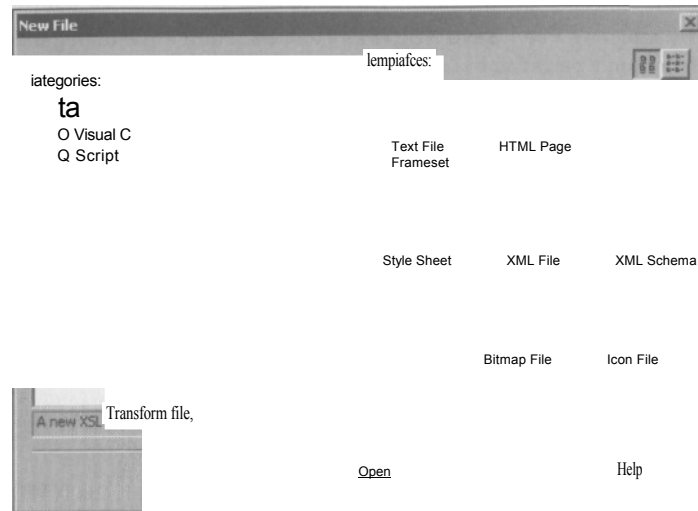 New File
lempiafces:
iategories:
ta
O Visual C
Q Script
Text File HTML Page
Frameset
Style Sheet XML File XML Schema
Bitmap File Icon File
A new XSL Transform file,
Open Help